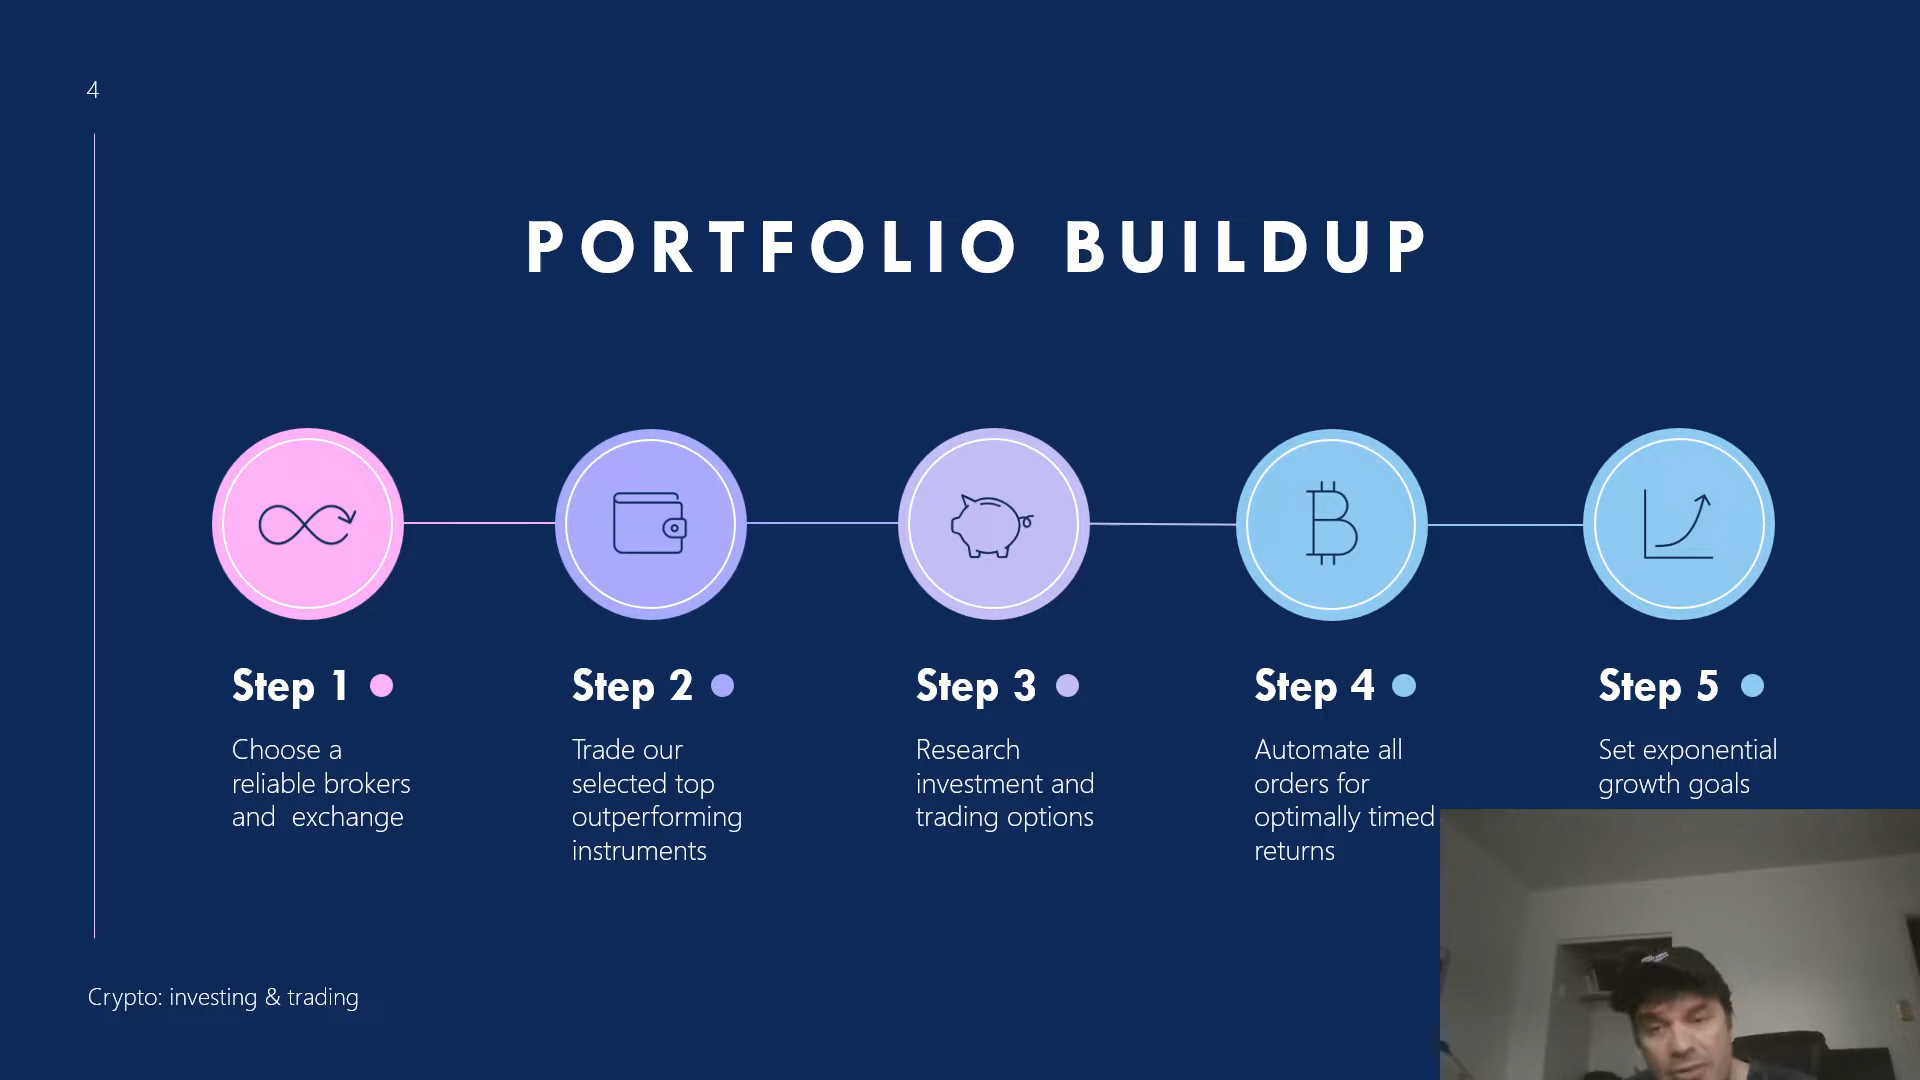 4
PORTFOLIO BUILDUP
Step 1
Choose a
reliable brokers
and  exchange
Step 2
Trade our
selected top
outperforming
instruments
Step 3
Research
investment and
trading options
Step 4
Automate all
orders for
optimally timed
returns
Step 5
Set exponential
growth goals
Crypto: investing & trading